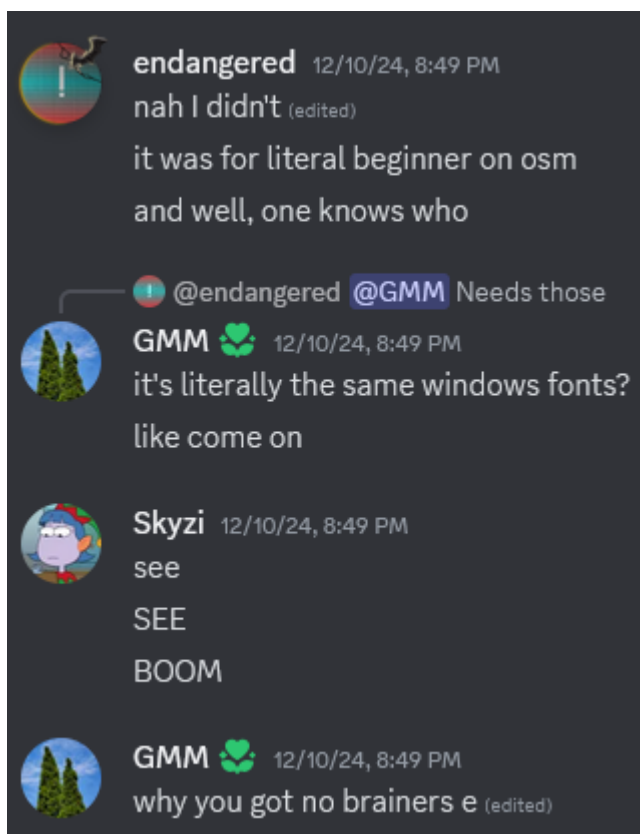 endangered 12/10/24, 8:49 PM
nah I didn't (edited)
it was for literal beginner on osm
and well, one knows who
@endangered @GMM Needs those
GMM 12/10/24, 8:49 PM
it's literally the same windows fonts?
like come on
Skyzi 12/10/24, 8:49 PM
see
SEE
BOOM
GMM 12/10/24, 8:49 PM
why you got no brainers e (edited)